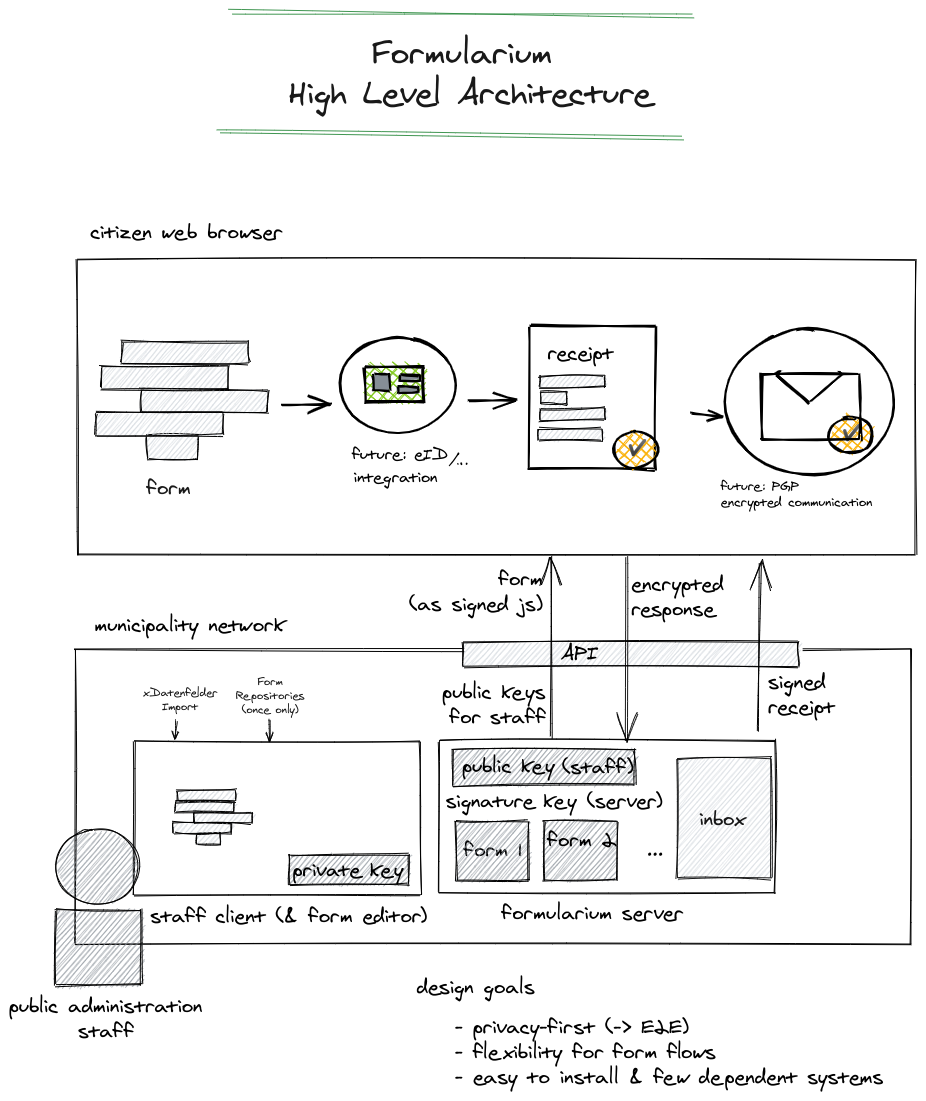 Formularium
High Level Architecture
citizen web browser
form
future: eID/...
integration
receipt
future: PGP
encrypted communication
form
(as signed js)
encrypted
response
municipality network
API
public keys
for staff
signed
receipt
xDatenfelder
Import
Form
Repositories
(once only)
private key
staff client (& form editor)
public key (staff)
signature key (server)
form 1
form 2
...
inbox
formularium server
public administration
staff
design goals
- privacy-first (-> E2E)
- flexibility for form flows
- easy to install & few dependent systems